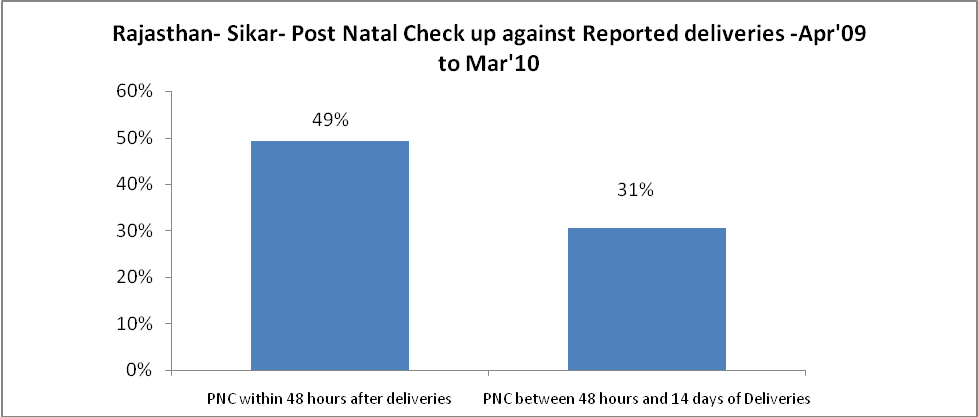 Rajasthan- Sikar- Post Natal Check up against Reported deliveries -Apr'09
to Mar'10
60%
50%
40%
30%
20%
10%
0%
49%
31%
PNC within 48 hours after deliveries
PNC between 48 hours and 14 days of Deliveries